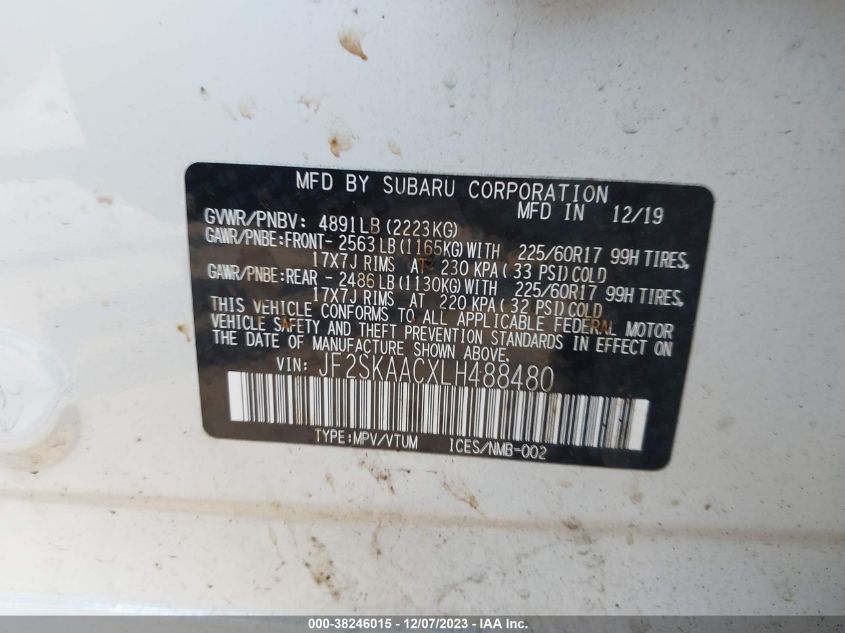 MFD BY SUBARU CORPORATION
MFD IN 12/19
GVWR/PNBV: 4891LB (2223KG)
GAWR/PNBE:FRONT- 2563LB (1165KG) WITH 225/60R17 99H TIRES,
17X7J RIMS AT 230 KPA (33 PSI) COLD
GAWR/PNBE:REAR - 2486LB (1130KG) WITH 225/60R17 99H TIRES,
17X7J RIMS AT 220 KPA (32 PSI) COLD
THIS VEHICLE CONFORMS TO ALL APPLICABLE FEDERAL MOTOR
VEHICLE SAFETY AND THEFT PREVENTION STANDARDS IN EFFECT ON
THE DATE OF MANUFACTURE SHOWN ABOVE.
VIN: JF2SKAACXLH488480
TYPE:MPV/VTUM ICES/NMB-002
000-38246015 - 12/07/2023 - IAA Inc.